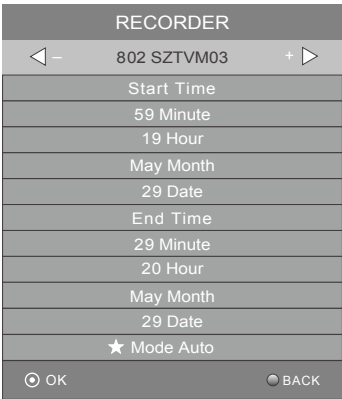 RECORDER
– 802 SZTVM03 +
Start Time
59 Minute
19 Hour
May Month
29 Date
End Time
29 Minute
20 Hour
May Month
29 Date
★ Mode Auto
OK BACK